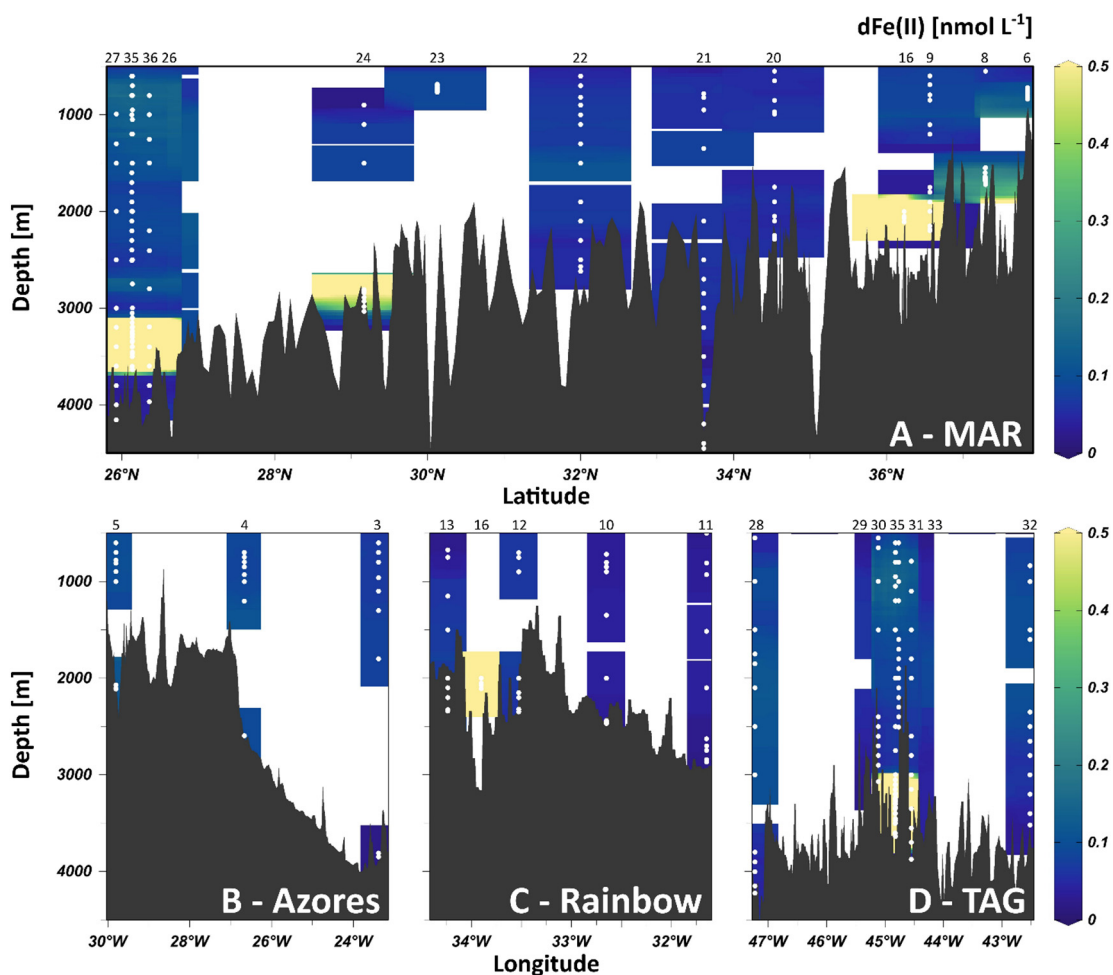 dFe(II) [nmol L⁻¹]
27 35 36 26 24 23 22 21 20 16 9 8 6
0.5
1000
0.4
2000
0.3
Depth [m]
0.2
3000
0.1
4000
0
A - MAR
26°N 28°N 30°N 32°N 34°N 36°N
Latitude
5 4 3 13 16 12 10 11 28 29 30 35 31 33 32
0.5
1000
0.4
2000
0.3
Depth [m]
0.2
3000
0.1
4000
0
B - Azores C - Rainbow D - TAG
30°W 28°W 26°W 24°W 34°W 33°W 32°W 47°W 46°W 45°W 44°W 43°W
Longitude